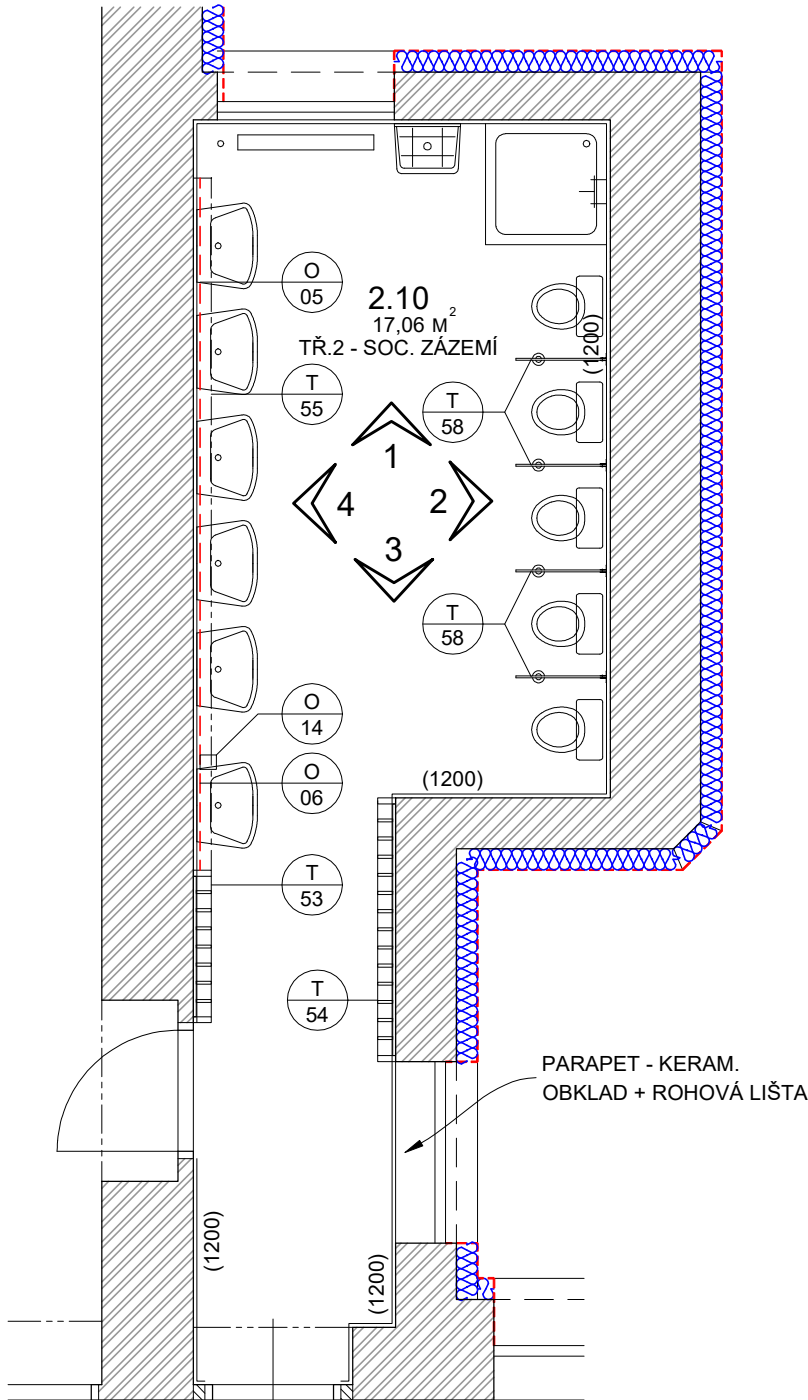 O
05
2.10
17,06 M²
TŘ.2 - SOC. ZÁZEMÍ
(1200)
T
55
T
58
1
4
2
3
T
58
O
14
O
06
(1200)
T
53
T
54
PARAPET - KERAM.
OBKLAD + ROHOVÁ LIŠTA
(1200)
(1200)